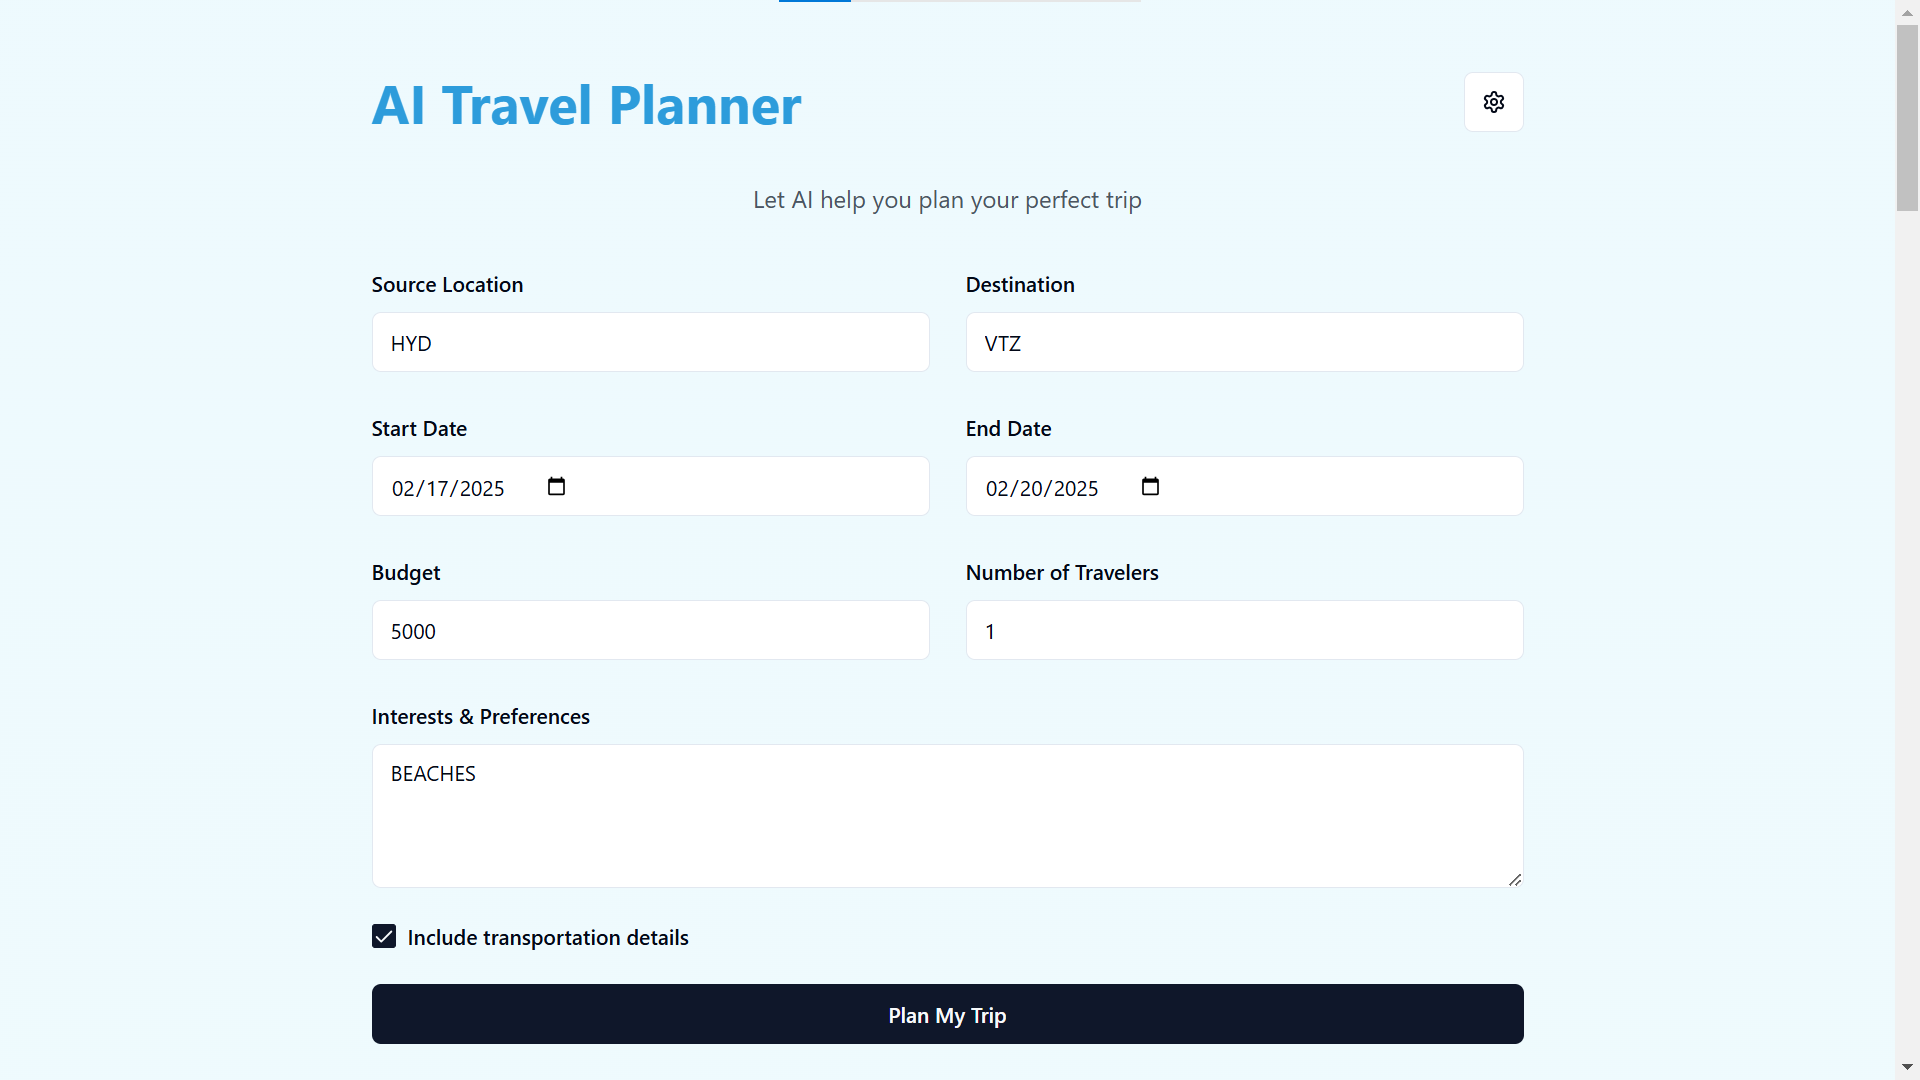 AI Travel Planner
Let AI help you plan your perfect trip
Source Location
HYD
Destination
VTZ
Start Date
02/17/2025
End Date
02/20/2025
Budget
5000
Number of Travelers
1
Interests & Preferences
BEACHES
Include transportation details
Plan My Trip